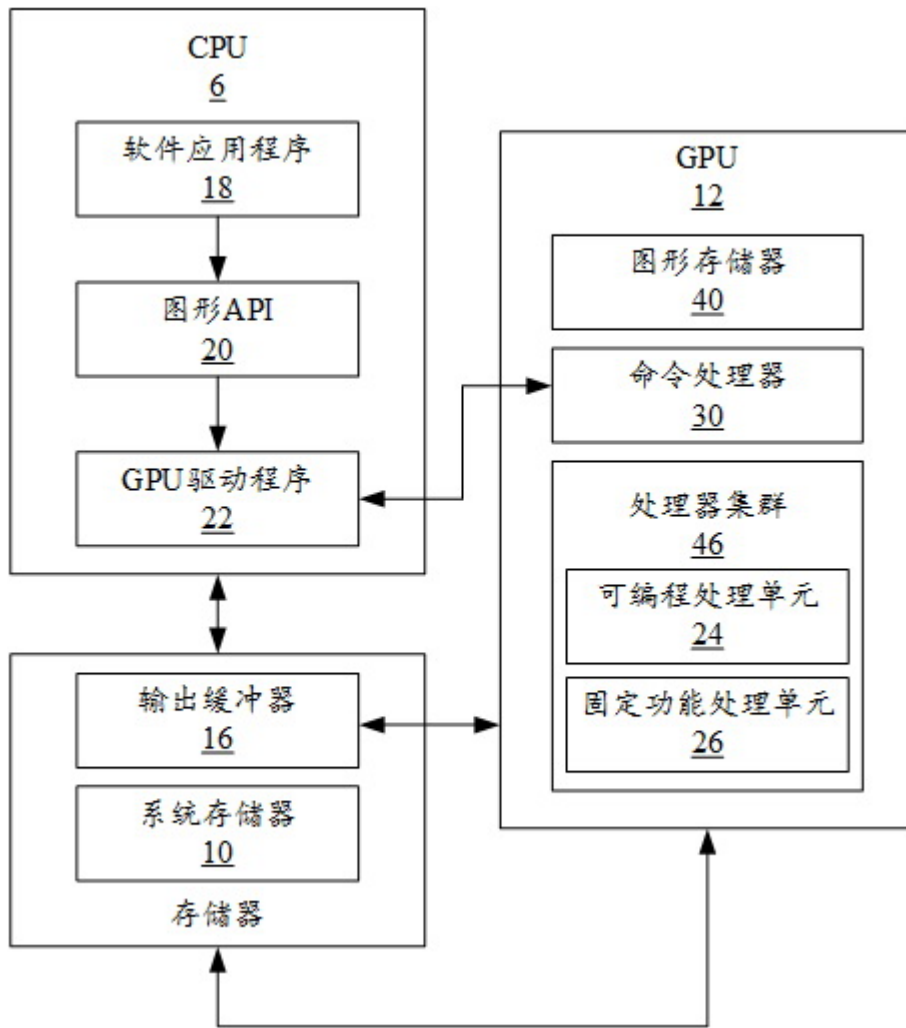 CPU
6
软件应用程序
18
图形API
20
GPU驱动程序
22
输出缓冲器
16
系统存储器
10
存储器
GPU
12
图形存储器
40
命令处理器
30
处理器集群
46
可编程处理单元
24
固定功能处理单元
26